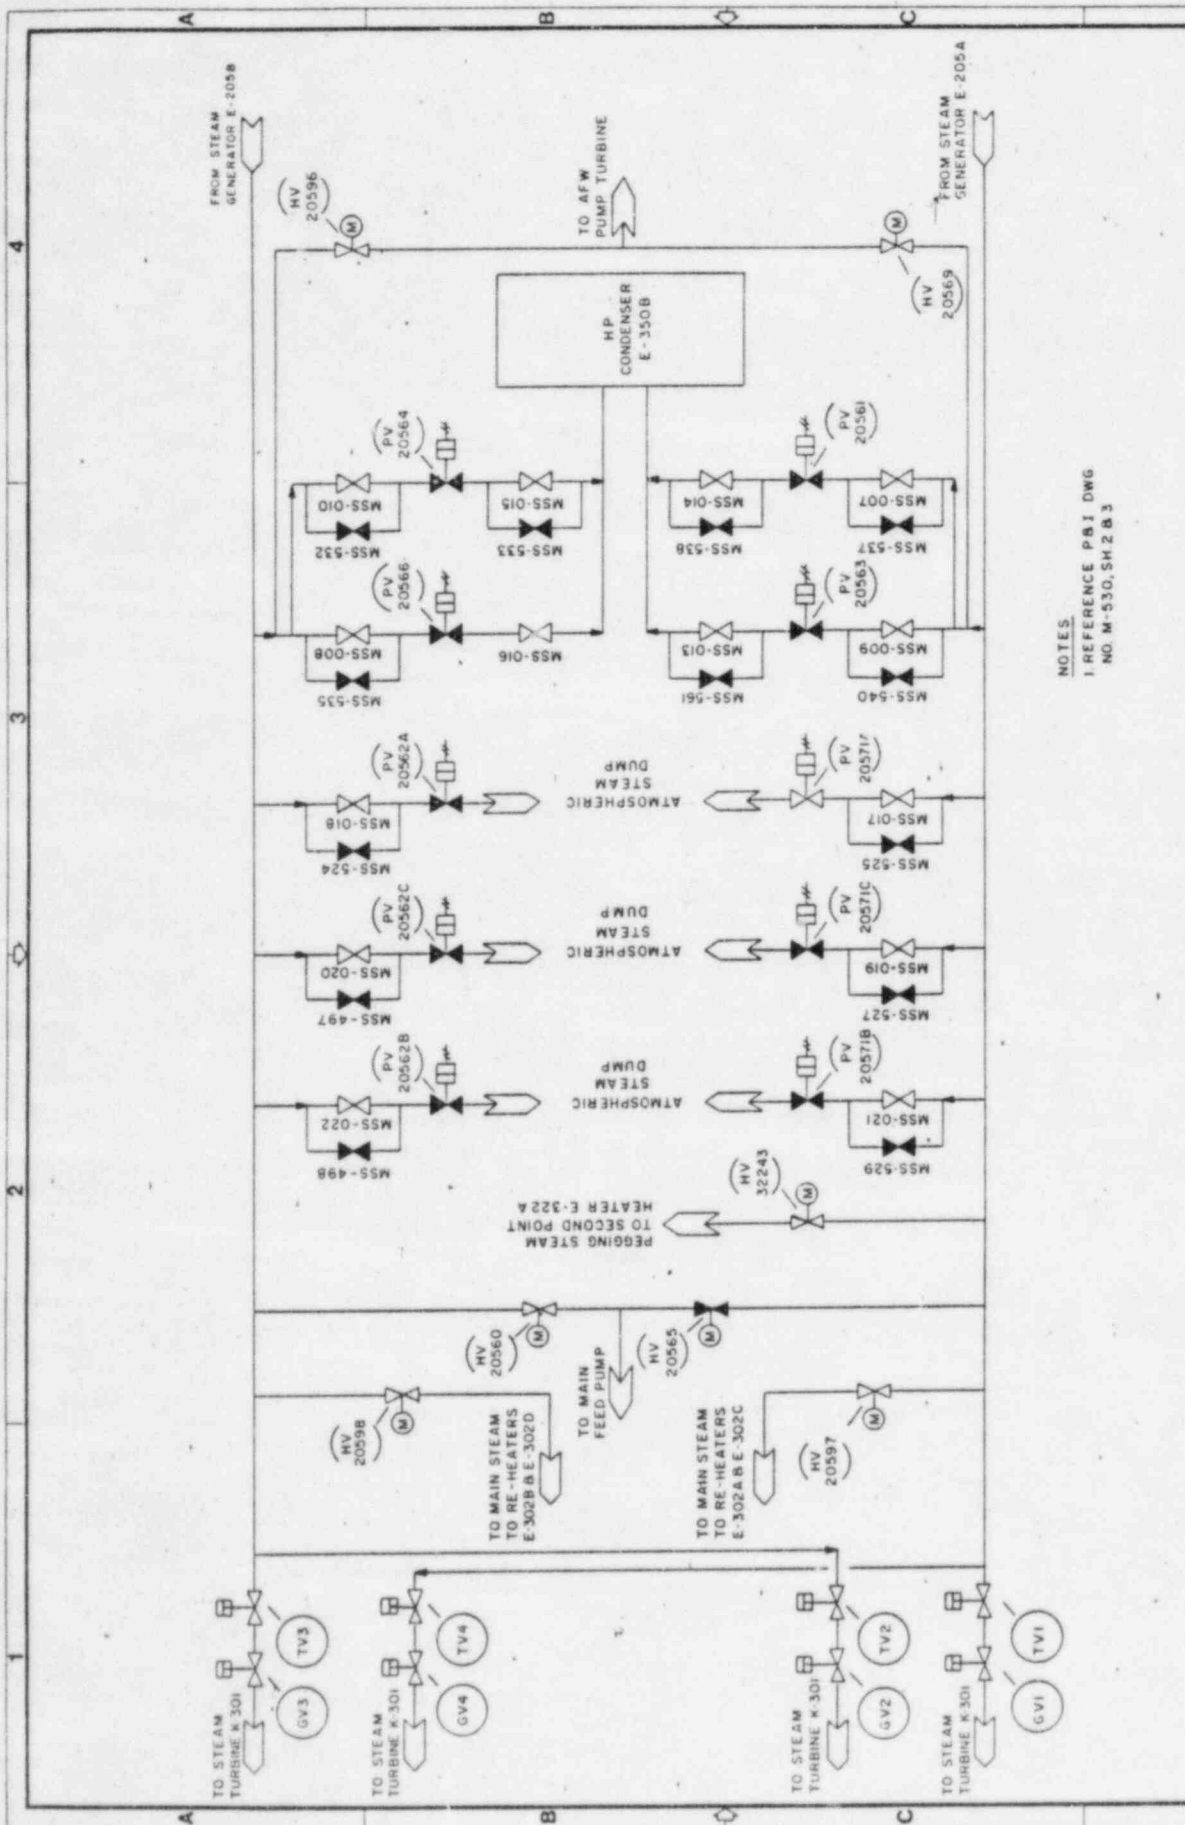 A
B
C
4
3
2
1
FROM STEAM
GENERATOR E-205B
(HV
20596)
TO AFW
PUMP TURBINE
FROM STEAM
GENERATOR E-205A
(HV
20569)
HP
CONDENSER
E-350B
(PV
20564)
MSS-010
MSS-532
MSS-015
MSS-533
MSS-014
MSS-538
(PV
20561)
MSS-007
MSS-537
(PV
20566)
MSS-008
MSS-535
MSS-016
MSS-013
MSS-561
(PV
20563)
MSS-009
MSS-540
(PV
20562A)
MSS-018
MSS-524
ATMOSPHERIC
STEAM
DUMP
(PV
MSS-017
MSS-525
(PV
20562C)
MSS-020
MSS-497
ATMOSPHERIC
STEAM
DUMP
(PV
20571C)
MSS-019
MSS-527
(PV
20562B)
MSS-022
MSS-498
ATMOSPHERIC
STEAM
DUMP
(PV
20571B)
MSS-021
MSS-529
PEGGING STEAM
TO SECOND POINT
HEATER E-322A
(HV
32243)
M
(HV
20560)
(HV
20565)
TO MAIN
FEED PUMP
(HV
20598)
TO MAIN STEAM
TO RE-HEATERS
E-302B & E-302D
TO MAIN STEAM
TO RE-HEATERS
E-302A & E-302C
(HV
20597)
TV3
GV3
TO STEAM
TURBINE K-301
TV4
GV4
TO STEAM
TURBINE K-301
TV2
GV2
TO STEAM
TURBINE K-301
TV1
GV1
TO STEAM
TURBINE K-301
NOTES
1. REFERENCE P&I DWG
NO. M-530, SH.2 & 3
A
B
C